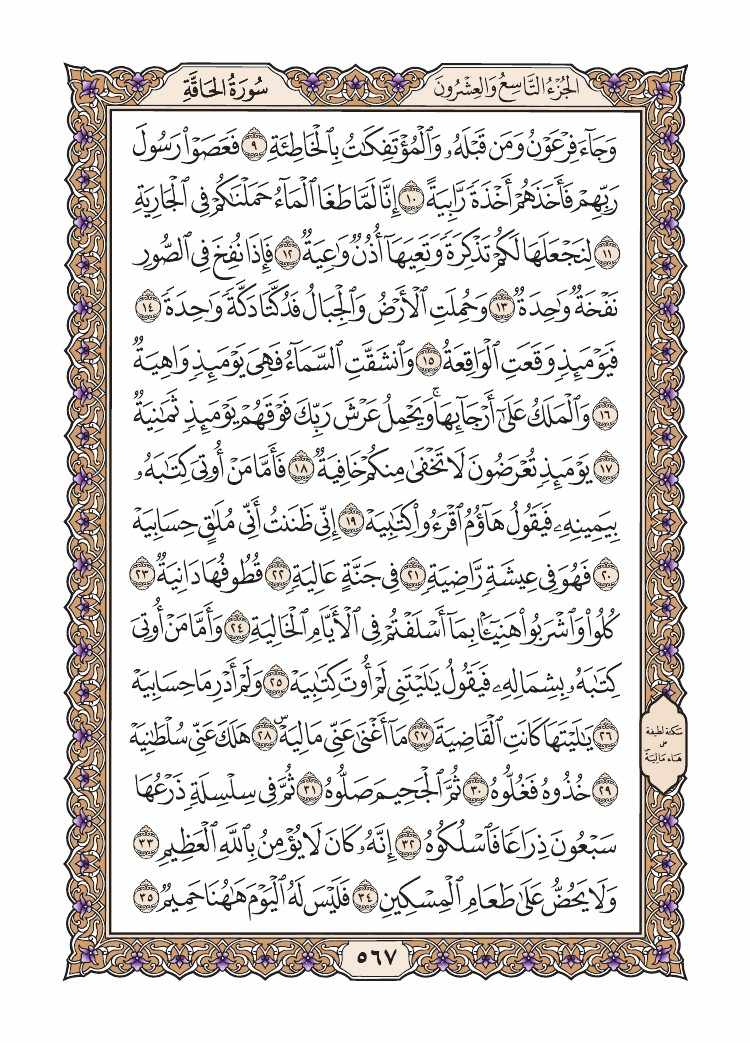 الجُزْءُ التَّاسِعُ وَالعِشْرُونَ
سُورَةُ الحَاقَّةِ
وَجَآءَ فِرْعَوْنُ وَمَن قَبْلَهُۥ وَٱلْمُؤْتَفِكَٰتُ بِٱلْخَاطِئَةِ ٩ فَعَصَوْا۟ رَسُولَ
رَبِّهِمْ فَأَخَذَهُمْ أَخْذَةً رَّابِيَةً ١٠ إِنَّا لَمَّا طَغَا ٱلْمَآءُ حَمَلْنَٰكُمْ فِى ٱلْجَارِيَةِ
١١ لِنَجْعَلَهَا لَكُمْ تَذْكِرَةً وَتَعِيَهَآ أُذُنٌ وَٰعِيَةٌ ١٢ فَإِذَا نُفِخَ فِى ٱلصُّورِ
نَفْخَةٌ وَٰحِدَةٌ ١٣ وَحُمِلَتِ ٱلْأَرْضُ وَٱلْجِبَالُ فَدُكَّتَا دَكَّةً وَٰحِدَةً ١٤
فَيَوْمَئِذٍ وَقَعَتِ ٱلْوَاقِعَةُ ١٥ وَٱنشَقَّتِ ٱلسَّمَآءُ فَهِىَ يَوْمَئِذٍ وَاهِيَةٌ
١٦ وَٱلْمَلَكُ عَلَىٰٓ أَرْجَآئِهَا ۚ وَيَحْمِلُ عَرْشَ رَبِّكَ فَوْقَهُمْ يَوْمَئِذٍ ثَمَٰنِيَةٌ
١٧ يَوْمَئِذٍ تُعْرَضُونَ لَا تَخْفَىٰ مِنكُمْ خَافِيَةٌ ١٨ فَأَمَّا مَنْ أُوتِىَ كِتَٰبَهُۥ
بِيَمِينِهِۦ فَيَقُولُ هَآؤُمُ ٱقْرَءُوا۟ كِتَٰبِيَهْ ١٩ إِنِّى ظَنَنتُ أَنِّى مُلَٰقٍ حِسَابِيَهْ
٢٠ فَهُوَ فِى عِيشَةٍ رَّاضِيَةٍ ٢١ فِى جَنَّةٍ عَالِيَةٍ ٢٢ قُطُوفُهَا دَانِيَةٌ ٢٣
كُلُوا۟ وَٱشْرَبُوا۟ هَنِيٓـًٔۢا بِمَآ أَسْلَفْتُمْ فِى ٱلْأَيَّامِ ٱلْخَالِيَةِ ٢٤ وَأَمَّا مَنْ أُوتِىَ
كِتَٰبَهُۥ بِشِمَالِهِۦ فَيَقُولُ يَٰلَيْتَنِى لَمْ أُوتَ كِتَٰبِيَهْ ٢٥ وَلَمْ أَدْرِ مَا حِسَابِيَهْ
٢٦ يَٰلَيْتَهَا كَانَتِ ٱلْقَاضِيَةَ ٢٧ مَآ أَغْنَىٰ عَنِّى مَالِيَهْ ۜ ٢٨ هَلَكَ عَنِّى سُلْطَٰنِيَهْ
٢٩ خُذُوهُ فَغُلُّوهُ ٣٠ ثُمَّ ٱلْجَحِيمَ صَلُّوهُ ٣١ ثُمَّ فِى سِلْسِلَةٍ ذَرْعُهَا
سَبْعُونَ ذِرَاعًا فَٱسْلُكُوهُ ٣٢ إِنَّهُۥ كَانَ لَا يُؤْمِنُ بِٱللَّهِ ٱلْعَظِيمِ ٣٣
وَلَا يَحُضُّ عَلَىٰ طَعَامِ ٱلْمِسْكِينِ ٣٤ فَلَيْسَ لَهُ ٱلْيَوْمَ هَٰهُنَا حَمِيمٌ ٣٥
سكتة لطيفة
على
هَاء مَالِيَهْ
٥٦٧